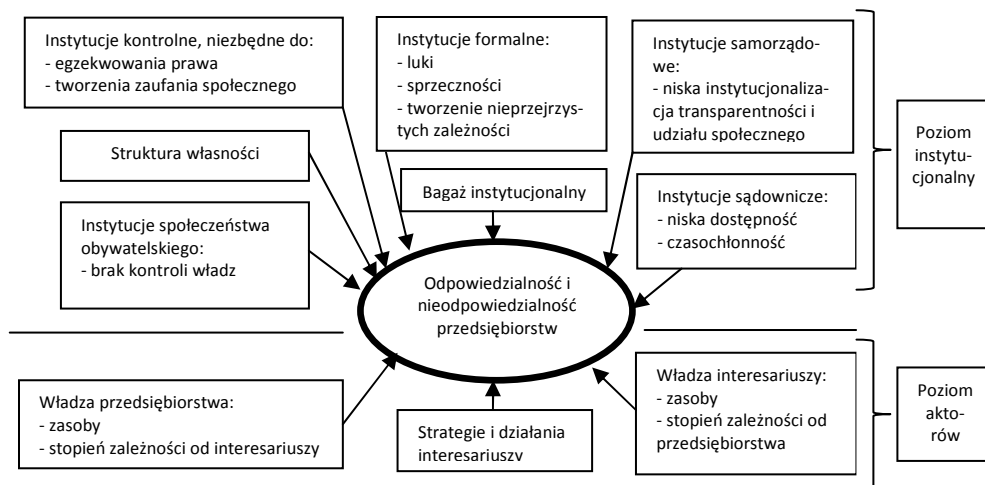 Instytucje kontrolne, niezbędne do:
- egzekwowania prawa
- tworzenia zaufania społecznego
Instytucje formalne:
- luki
- sprzeczności
- tworzenie nieprzejrzys-
tych zależności
Instytucje samorządo-
we:
- niska instytucjonaliza-
cja transparentności i
udziału społecznego
Poziom
instytu-
cjonalny
Struktura własności
Bagaż instytucjonalny
Instytucje społeczeństwa
obywatelskiego:
- brak kontroli władz
Instytucje sądownicze:
- niska dostępność
- czasochłonność
Odpowiedzialność i
nieodpowiedzialność
przedsiębiorstw
Władza przedsiębiorstwa:
- zasoby
- stopień zależności od interesariuszy
Strategie i działania
interesariuszy
Władza interesariuszy:
- zasoby
- stopień zależności od
przedsiębiorstwa
Poziom
akto-
rów